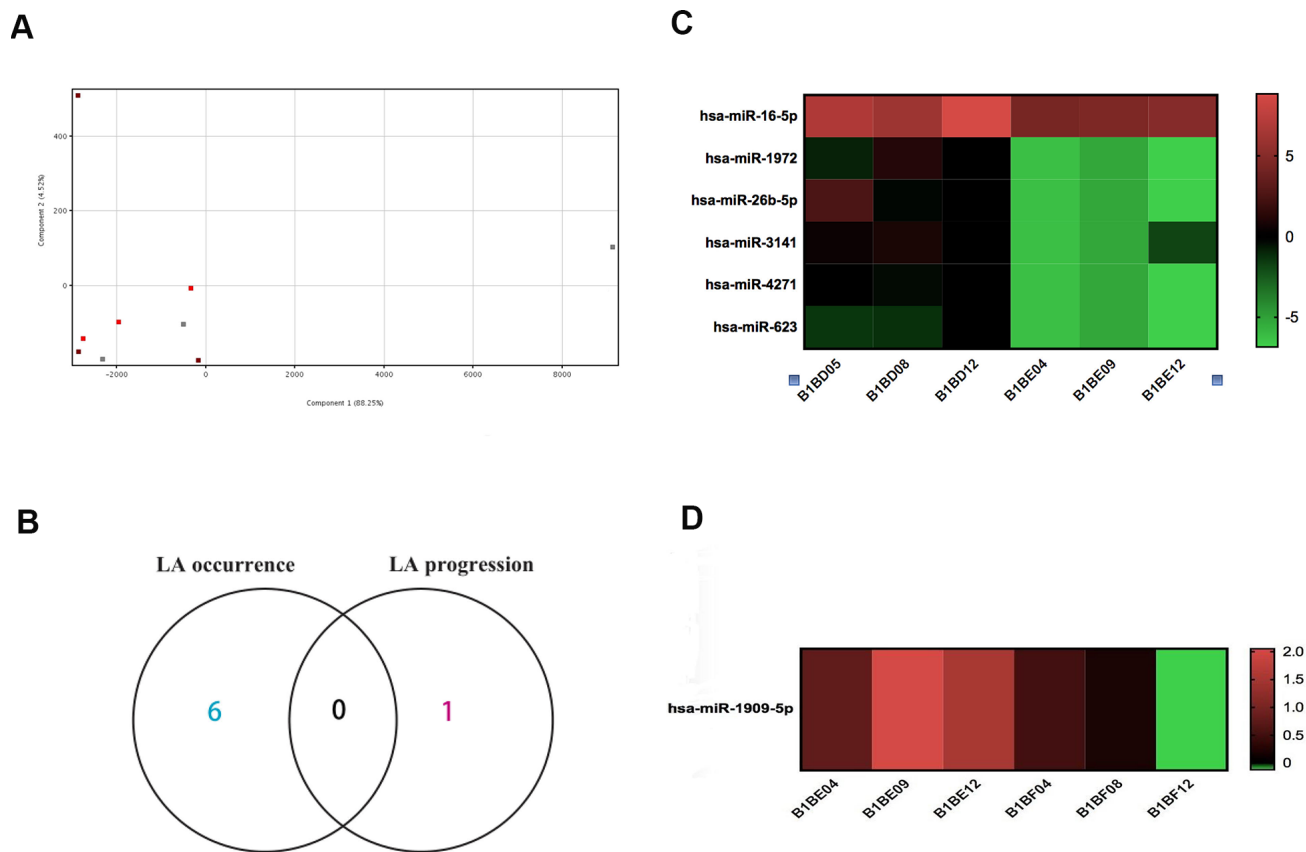 A
400
200
0
Component 2 (4.52%)
-2000
0
2000
4000
6000
8000
Component 1 (88.25%)
B
LA occurrence
LA progression
6
0
1
C
hsa-miR-16-5p
hsa-miR-1972
hsa-miR-26b-5p
hsa-miR-3141
hsa-miR-4271
hsa-miR-623
B1BD05
B1BD08
B1BD12
B1BE04
B1BE09
B1BE12
5
0
-5
D
hsa-miR-1909-5p
B1BE04
B1BE09
B1BE12
B1BF04
B1BF08
B1BF12
2.0
1.5
1.0
0.5
0